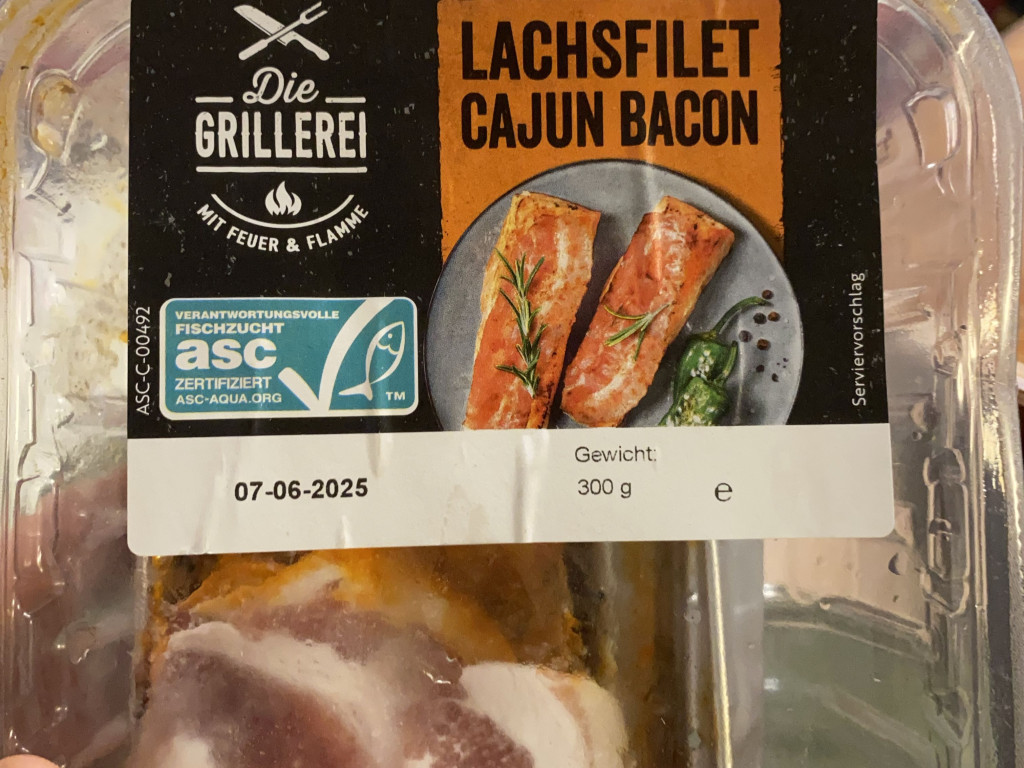 Die
GRILLEREI
MIT FEUER & FLAMME
LACHSFILET
CAJUN BACON
ASC-C-00492
VERANTWORTUNGSVOLLE
FISCHZUCHT
asc
ZERTIFIZIERT
ASC-AQUA.ORG
TM
Serviervorschlag
07-06-2025
Gewicht:
300 g
e